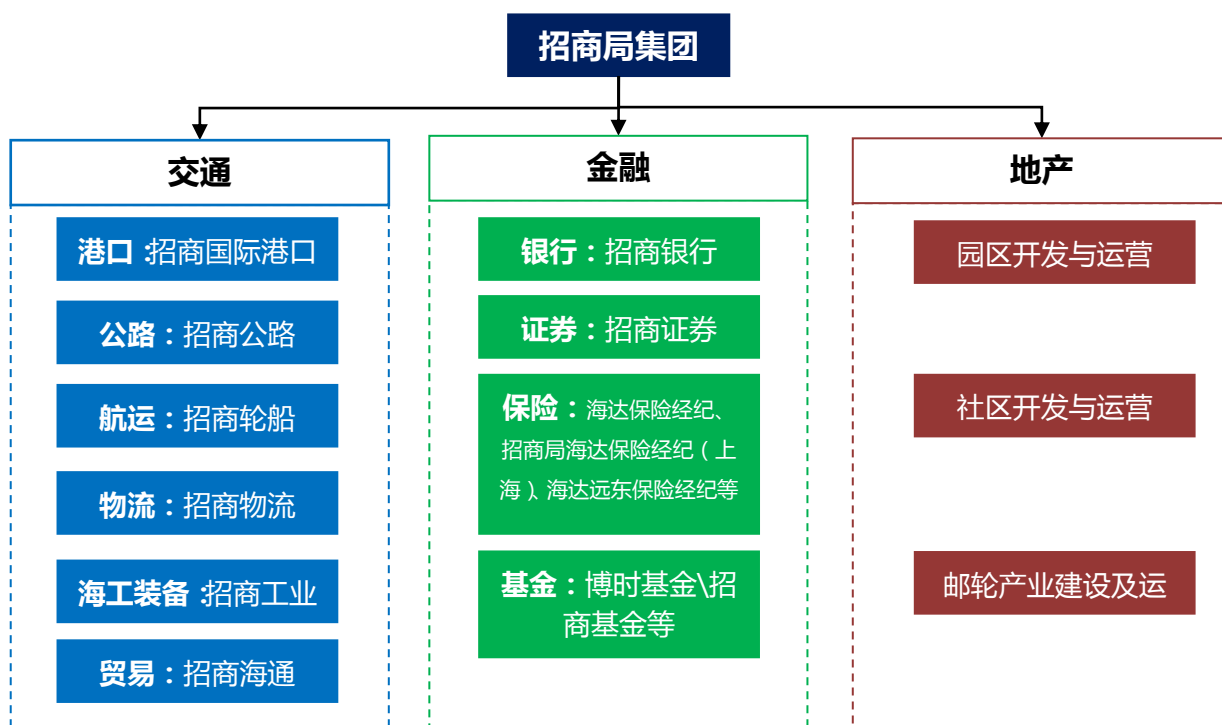 招商局集团
交通
港口：招商国际港口
公路：招商公路
航运：招商轮船
物流：招商物流
海工装备：招商工业
贸易：招商海通
金融
银行：招商银行
证券：招商证券
保险：海达保险经纪、
招商局海达保险经纪（上
海）、海达远东保险经纪等
基金：博时基金\招
商基金等
地产
园区开发与运营
社区开发与运营
邮轮产业建设及运